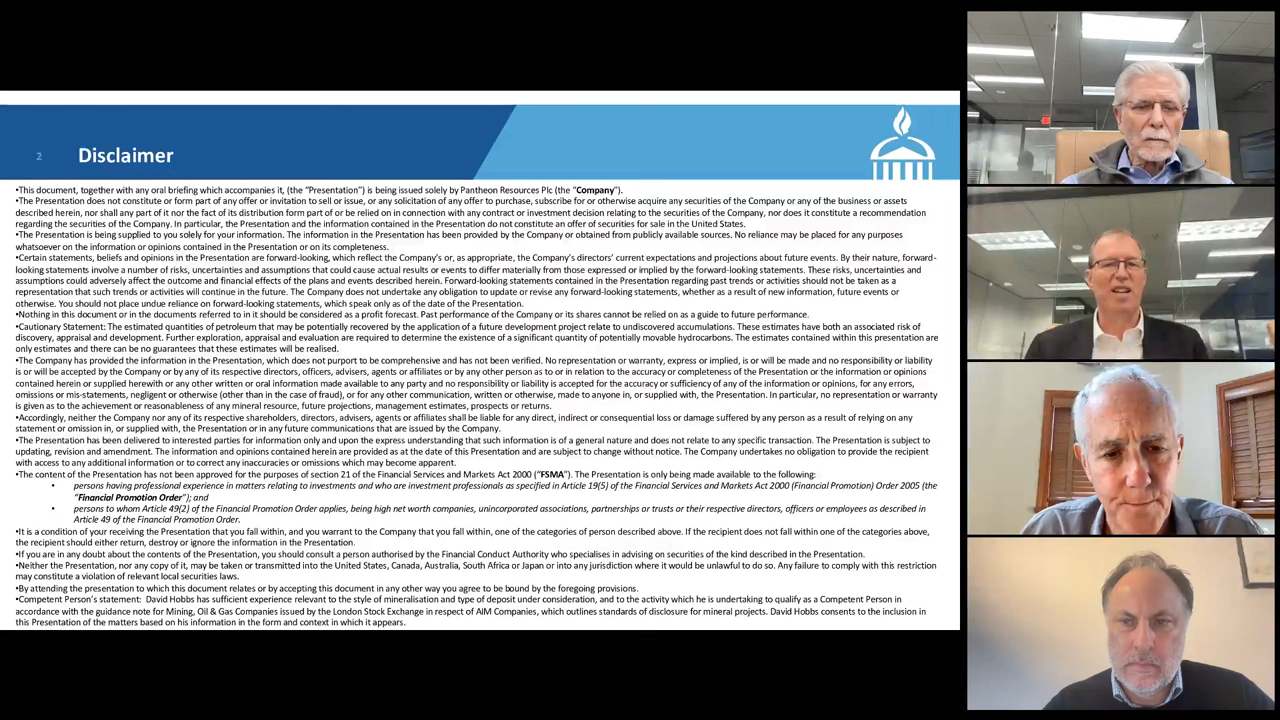 2
Disclaimer
•This document, together with any oral briefing which accompanies it, (the “Presentation”) is being issued solely by Pantheon Resources Plc (the “Company”).
•The Presentation does not constitute or form part of any offer or invitation to sell or issue, or any solicitation of any offer to purchase, subscribe for or otherwise acquire any securities of the Company or any of the business or assets
described herein, nor shall any part of it nor the fact of its distribution form part of or be relied on in connection with any contract or investment decision relating to the securities of the Company, nor does it constitute a recommendation
regarding the securities of the Company. In particular, the Presentation and the information contained in the Presentation do not constitute an offer of securities for sale in the United States.
•The Presentation is being supplied to you solely for your information. The information in the Presentation has been provided by the Company or obtained from publicly available sources. No reliance may be placed for any purposes
whatsoever on the information or opinions contained in the Presentation or on its completeness.
•Certain statements, beliefs and opinions in the Presentation are forward-looking, which reflect the Company’s or, as appropriate, the Company’s directors’ current expectations and projections about future events. By their nature, forward-
looking statements involve a number of risks, uncertainties and assumptions that could cause actual results or events to differ materially from those expressed or implied by the forward-looking statements. These risks, uncertainties and
assumptions could adversely affect the outcome and financial effects of the plans and events described herein. Forward-looking statements contained in the Presentation regarding past trends or activities should not be taken as a
representation that such trends or activities will continue in the future. The Company does not undertake any obligation to update or revise any forward-looking statements, whether as a result of new information, future events or
otherwise. You should not place undue reliance on forward-looking statements, which speak only as of the date of the Presentation.
•Nothing in this document or in the documents referred to in it should be considered as a profit forecast. Past performance of the Company or its shares cannot be relied on as a guide to future performance.
•Cautionary Statement: The estimated quantities of petroleum that may be potentially recovered by the application of a future development project relate to undiscovered accumulations. These estimates have both an associated risk of
discovery, appraisal and development. Further exploration, appraisal and evaluation are required to determine the existence of a significant quantity of potentially movable hydrocarbons. The estimates contained within this presentation are
only estimates and there can be no guarantees that these estimates will be realised.
•The Company has provided the information in the Presentation, which does not purport to be comprehensive and has not been verified. No representation or warranty, express or implied, is or will be made and no responsibility or liability
is or will be accepted by the Company or by any of its respective directors, officers, advisers, agents or affiliates or by any other person as to or in relation to the accuracy or completeness of the Presentation or the information or opinions
contained herein or supplied herewith or any other written or oral information made available to any party and no responsibility or liability is accepted for the accuracy or sufficiency of any of the information or opinions, for any errors,
omissions or mis-statements, negligent or otherwise (other than in the case of fraud), or for any other communication, written or otherwise, made to anyone in, or supplied with, the Presentation. In particular, no representation or warranty
is given as to the achievement or reasonableness of any mineral resource, future projections, management estimates, prospects or returns.
•Accordingly, neither the Company nor any of its respective shareholders, directors, advisers, agents or affiliates shall be liable for any direct, indirect or consequential loss or damage suffered by any person as a result of relying on any
statement or omission in, or supplied with, the Presentation or in any future communications that are issued by the Company.
•The Presentation has been delivered to interested parties for information only and upon the express understanding that such information is of a general nature and does not relate to any specific transaction. The Presentation is subject to
updating, revision and amendment. The information and opinions contained herein are provided as at the date of this Presentation and are subject to change without notice. The Company undertakes no obligation to provide the recipient
with access to any additional information or to correct any inaccuracies or omissions which may become apparent.
•The content of the Presentation has not been approved for the purposes of section 21 of the Financial Services and Markets Act 2000 (“FSMA”). The Presentation is only being made available to the following:
• persons having professional experience in matters relating to investments and who are investment professionals as specified in Article 19(5) of the Financial Services and Markets Act 2000 (Financial Promotion) Order 2005 (the
“Financial Promotion Order”); and
• persons to whom Article 49(2) of the Financial Promotion Order applies, being high net worth companies, unincorporated associations, partnerships or trusts or their respective directors, officers or employees as described in
Article 49 of the Financial Promotion Order.
•It is a condition of your receiving the Presentation that you fall within, and you warrant to the Company that you fall within, one of the categories of person described above. If the recipient does not fall within one of the categories above,
the recipient should either return, destroy or ignore the information in the Presentation.
•If you are in any doubt about the contents of the Presentation, you should consult a person authorised by the Financial Conduct Authority who specialises in advising on securities of the kind described in the Presentation.
•Neither the Presentation, nor any copy of it, may be taken or transmitted into the United States, Canada, Australia, South Africa or Japan or into any jurisdiction where it would be unlawful to do so. Any failure to comply with this restriction
may constitute a violation of relevant local securities laws.
•By attending the presentation to which this document relates or by accepting this document in any other way you agree to be bound by the foregoing provisions.
•Competent Person’s statement: David Hobbs has sufficient experience relevant to the style of mineralisation and type of deposit under consideration, and to the activity which he is undertaking to qualify as a Competent Person in
accordance with the guidance note for Mining, Oil & Gas Companies issued by the London Stock Exchange in respect of AIM Companies, which outlines standards of disclosure for mineral projects. David Hobbs consents to the inclusion in
this Presentation of the matters based on his information in the form and context in which it appears.